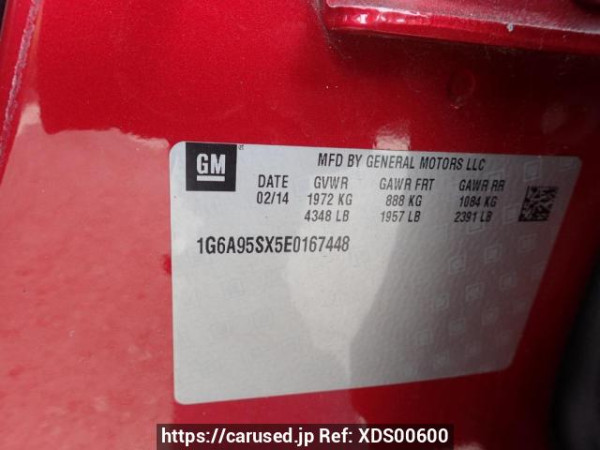 GM
MFD BY GENERAL MOTORS LLC
DATE GVWR GAWR FRT GAWR RR
02/14 1972 KG 888 KG 1084 KG
4348 LB 1957 LB 2391 LB
1G6A95SX5E0167448
https://carused.jp Ref: XDS00600